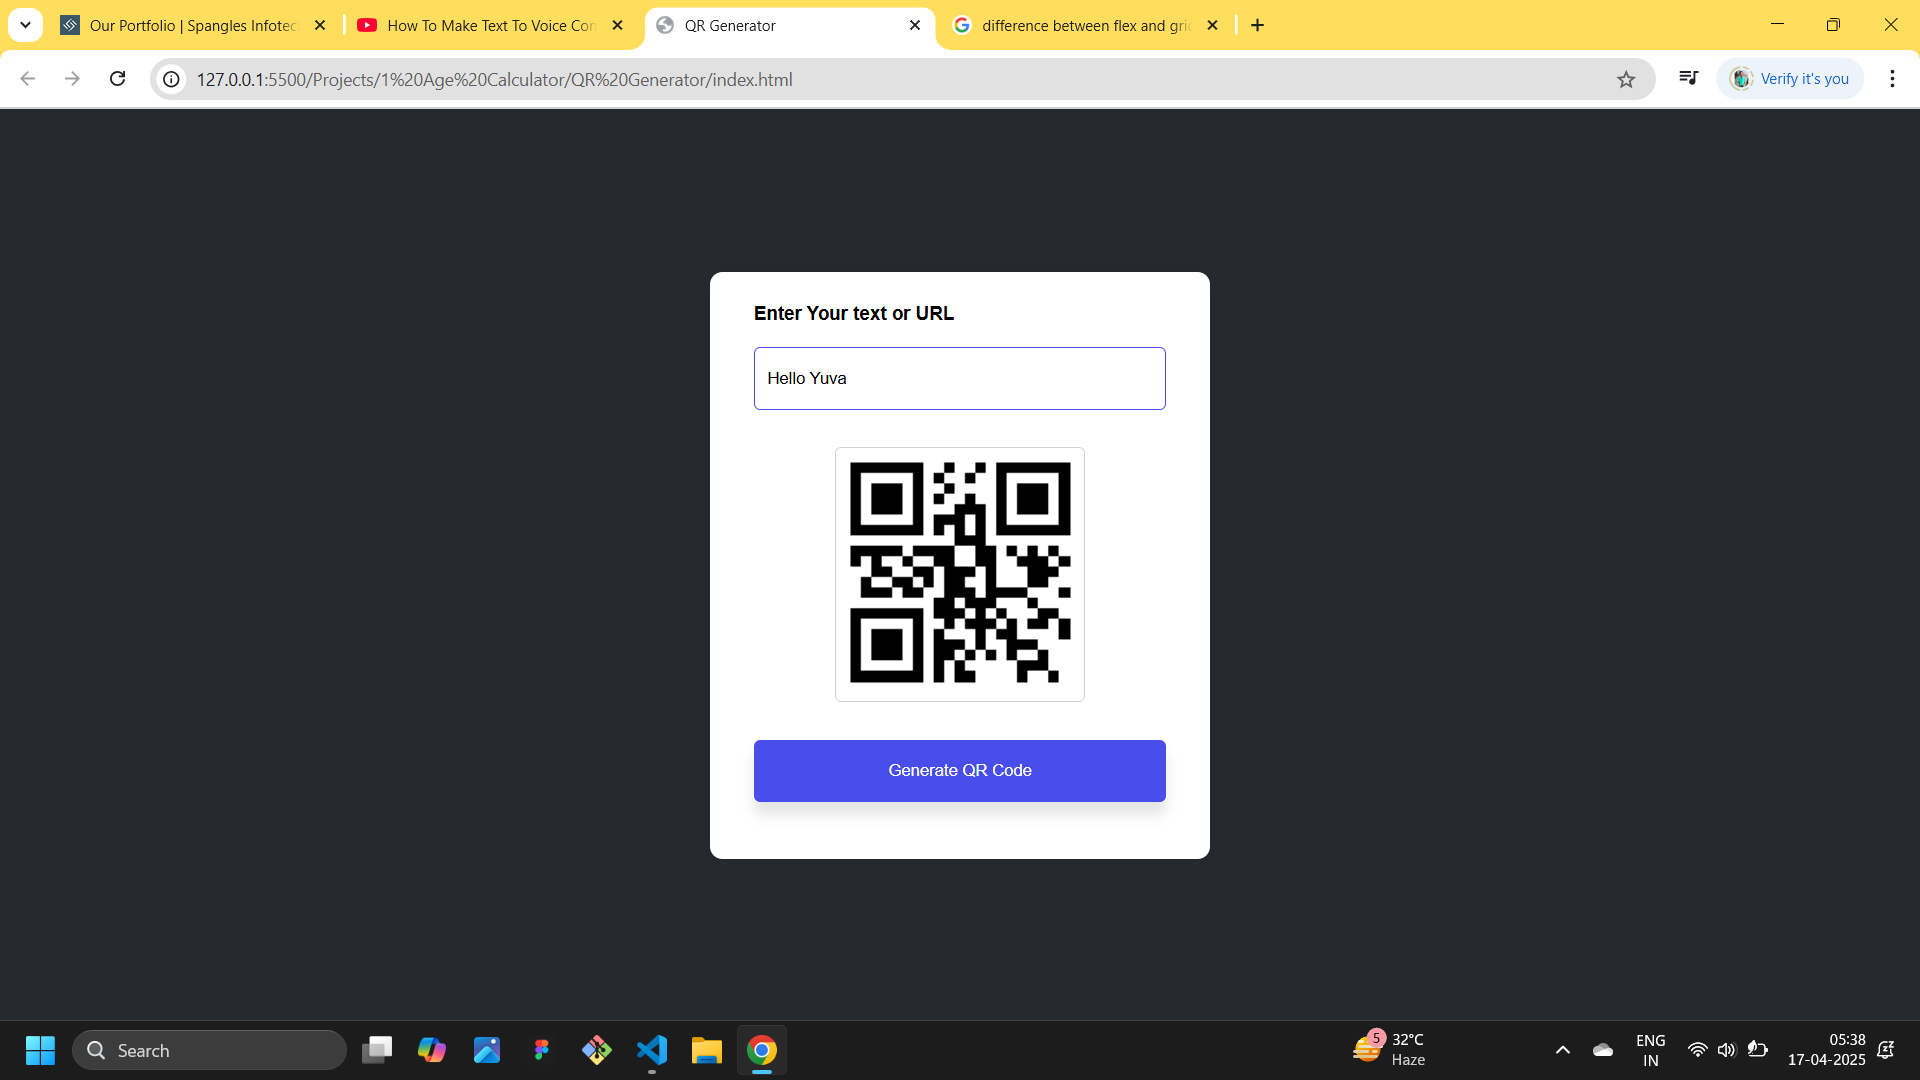 Our Portfolio | Spangles Infotec
How To Make Text To Voice Con
QR Generator
difference between flex and gri
127.0.0.1:5500/Projects/1%20Age%20Calculator/QR%20Generator/index.html
Verify it's you
Enter Your text or URL
Hello Yuva
Generate QR Code
Search
5
32°C
Haze
ENG
IN
05:38
17-04-2025